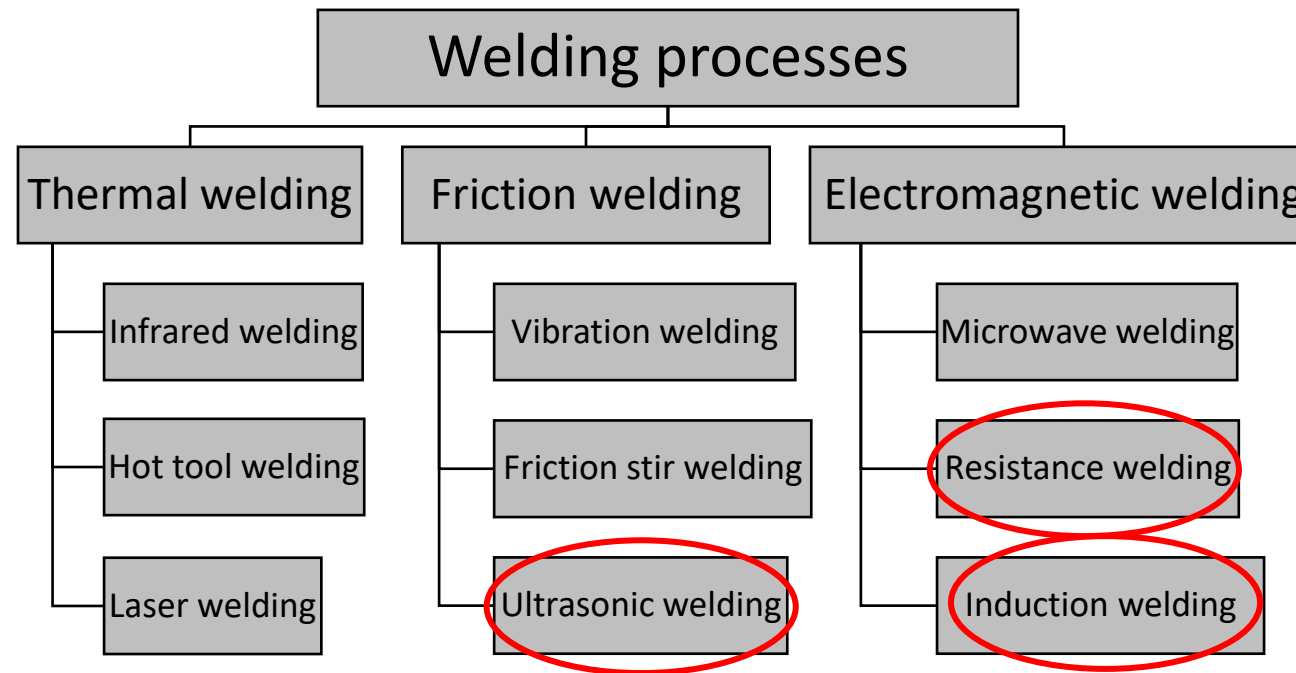 Welding processes
Thermal welding
Friction welding
Electromagnetic welding
Infrared welding
Vibration welding
Microwave welding
Hot tool welding
Friction stir welding
Resistance welding
Laser welding
Ultrasonic welding
Induction welding